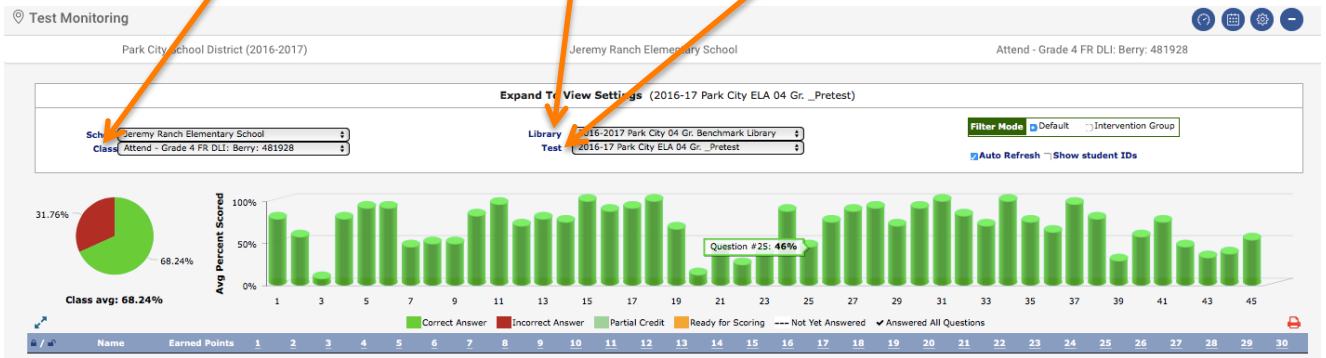 Test Monitoring
Park City School District (2016-2017) Jeremy Ranch Elementary School Attend - Grade 4 FR DLI: Berry: 481928
Expand To View Settings (2016-17 Park City ELA 04 Gr. _Pretest)
School Jeremy Ranch Elementary School Library 2016-2017 Park City 04 Gr. Benchmark Library Filter Mode Default Intervention Group
Class Attend - Grade 4 FR DLI: Berry: 481928 Test 2016-17 Park City ELA 04 Gr. _Pretest
Auto Refresh Show student IDs
31.76%
68.24%
Class avg: 68.24%
Avg Percent Scored
100%
50%
0%
Question #25: 46%
1 3 5 7 9 11 13 15 17 19 21 23 25 27 29 31 33 35 37 39 41 43 45
Correct Answer Incorrect Answer Partial Credit Ready for Scoring --- Not Yet Answered ✔ Answered All Questions
/ Name Earned Points 1 2 3 4 5 6 7 8 9 10 11 12 13 14 15 16 17 18 19 20 21 22 23 24 25 26 27 28 29 30